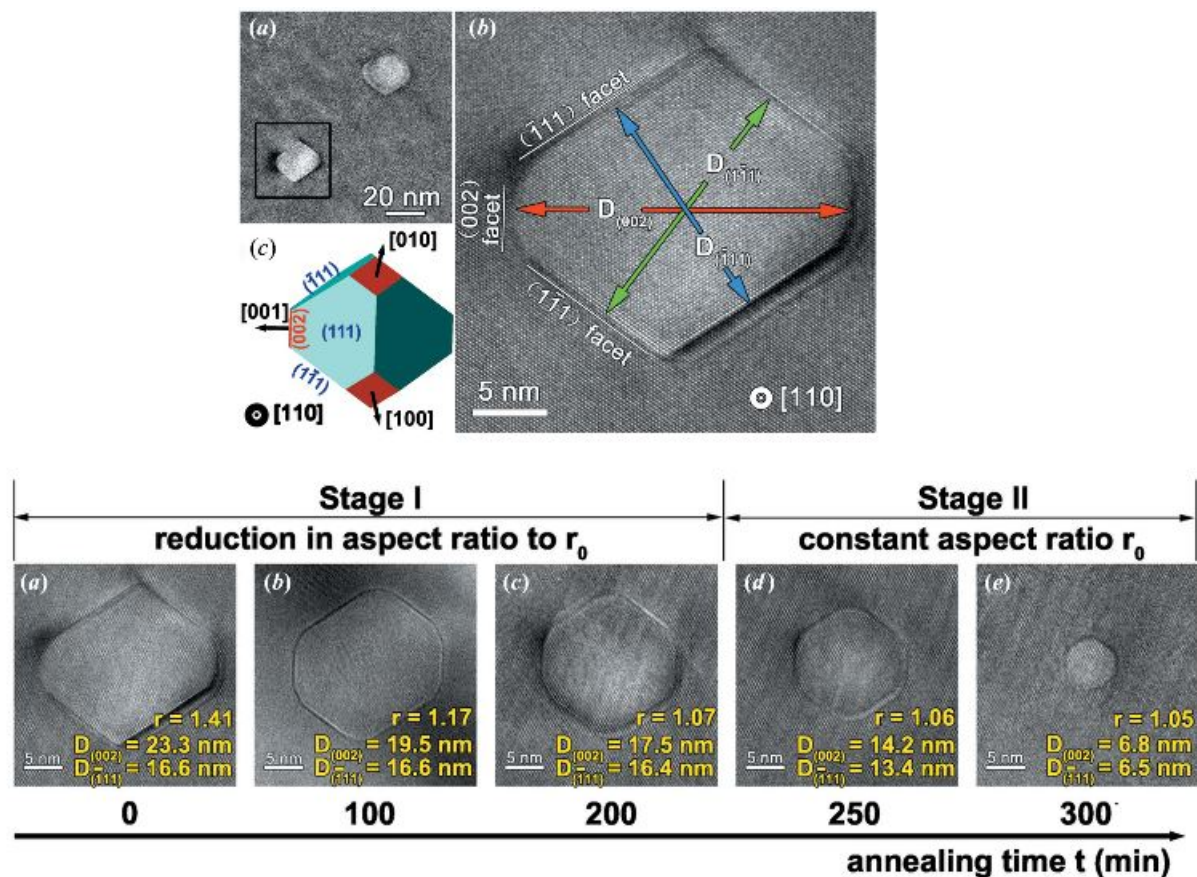 (a)
20 nm
(b)
(1̄11) facet
(002)
facet
(11̄1) facet
D(11̄1)
D(002)
D(1̄11)
5 nm
[110]
(c)
[010]
(1̄11)
[001]
(002)
(111)
(11̄1)
[110]
[100]
Stage I
Stage II
reduction in aspect ratio to r₀
constant aspect ratio r₀
(a)
r = 1.41
D(002) = 23.3 nm
D(1̄11) = 16.6 nm
5 nm
(b)
r = 1.17
D(002) = 19.5 nm
D(1̄11) = 16.6 nm
5 nm
(c)
r = 1.07
D(002) = 17.5 nm
D(1̄11) = 16.4 nm
5 nm
(d)
r = 1.06
D(002) = 14.2 nm
D(1̄11) = 13.4 nm
5 nm
(e)
r = 1.05
D(002) = 6.8 nm
D(1̄11) = 6.5 nm
5 nm
0
100
200
250
300
annealing time t (min)